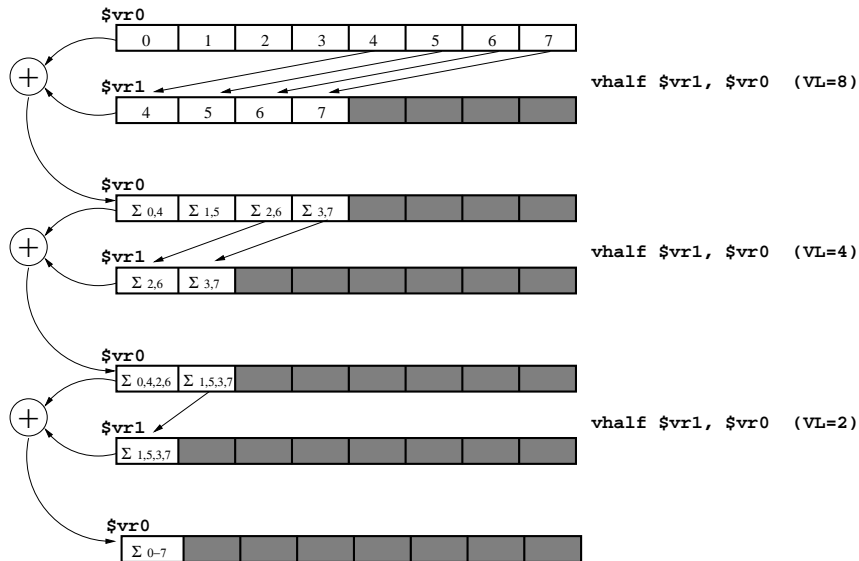 $vr0
0 1 2 3 4 5 6 7
+
$vr1
vhalf $vr1, $vr0 (VL=8)
4 5 6 7
$vr0
Σ 0,4 Σ 1,5 Σ 2,6 Σ 3,7
+
$vr1
vhalf $vr1, $vr0 (VL=4)
Σ 2,6 Σ 3,7
$vr0
Σ 0,4,2,6 Σ 1,5,3,7
+
$vr1
vhalf $vr1, $vr0 (VL=2)
Σ 1,5,3,7
$vr0
Σ 0–7